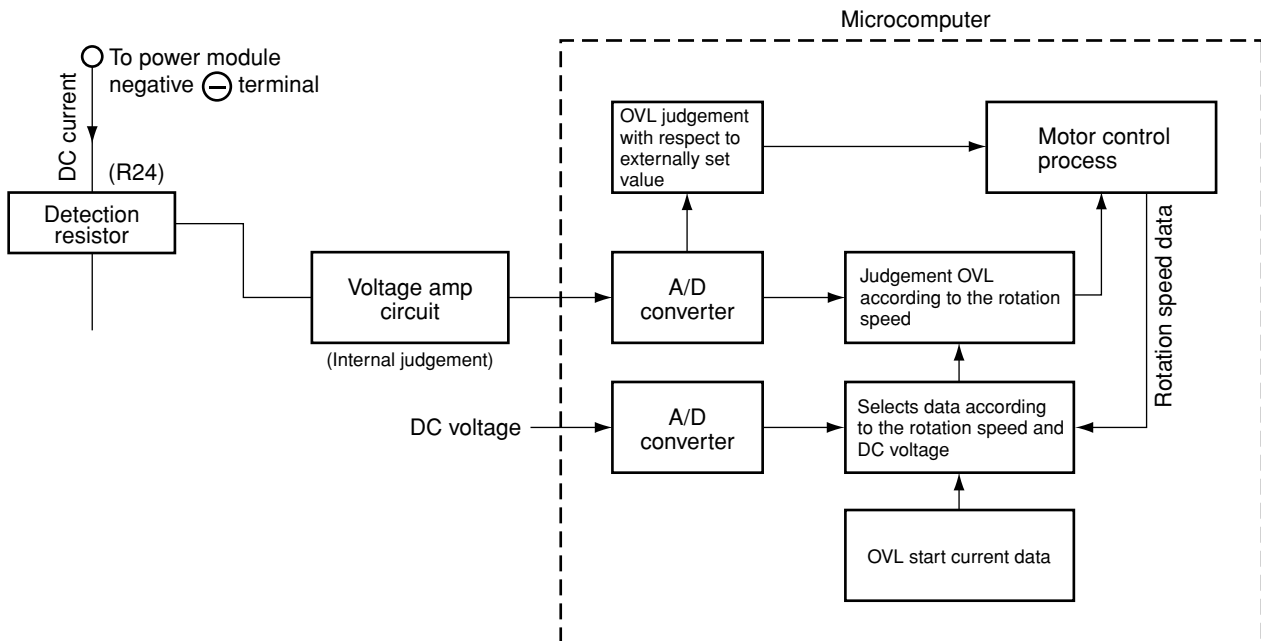 Microcomputer
To power module
negative ⊖ terminal
DC current
(R24)
Detection
resistor
Voltage amp
circuit
(Internal judgement)
OVL judgement
with respect to
externally set
value
Motor control
process
A/D
converter
Judgement OVL
according to the rotation
speed
Rotation speed data
DC voltage
A/D
converter
Selects data according
to the rotation speed and
DC voltage
OVL start current data